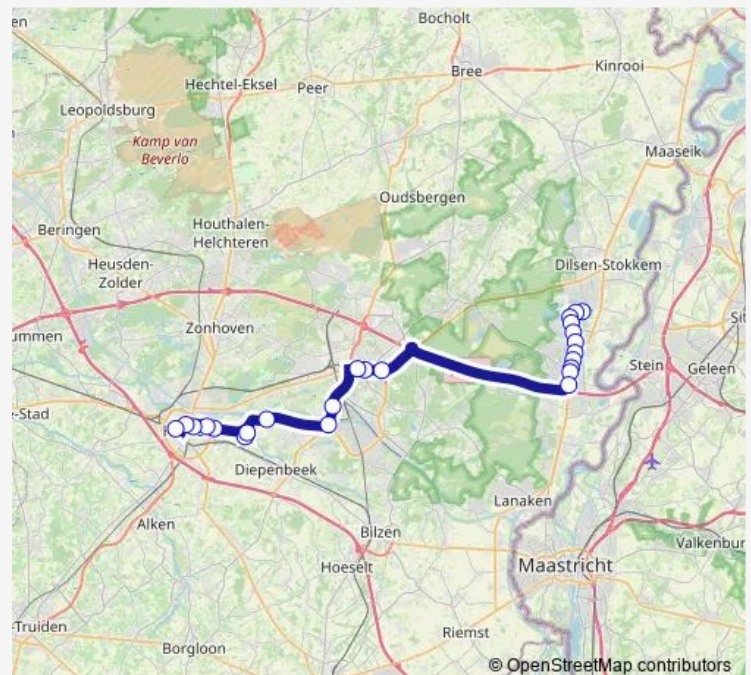 Bocholt
en
Hechtel-Eksel
Peer
Bree
Kinrooi
Leopoldsburg
Kamp van
Beverlo
Maaseik
Oudsbergen
Beringen
Houthalen-
Helchteren
Heusden-
Zolder
Dilsen-Stokkem
ummen
Zonhoven
Sit
Stein
Geleen
e-Stad
H
Diepenbeek
Lanaken
Alken
Bilzen
Valkenbur
Hoeselt
Maastricht
-Truiden
Riemst
Borgloon
© OpenStreetMap contributors